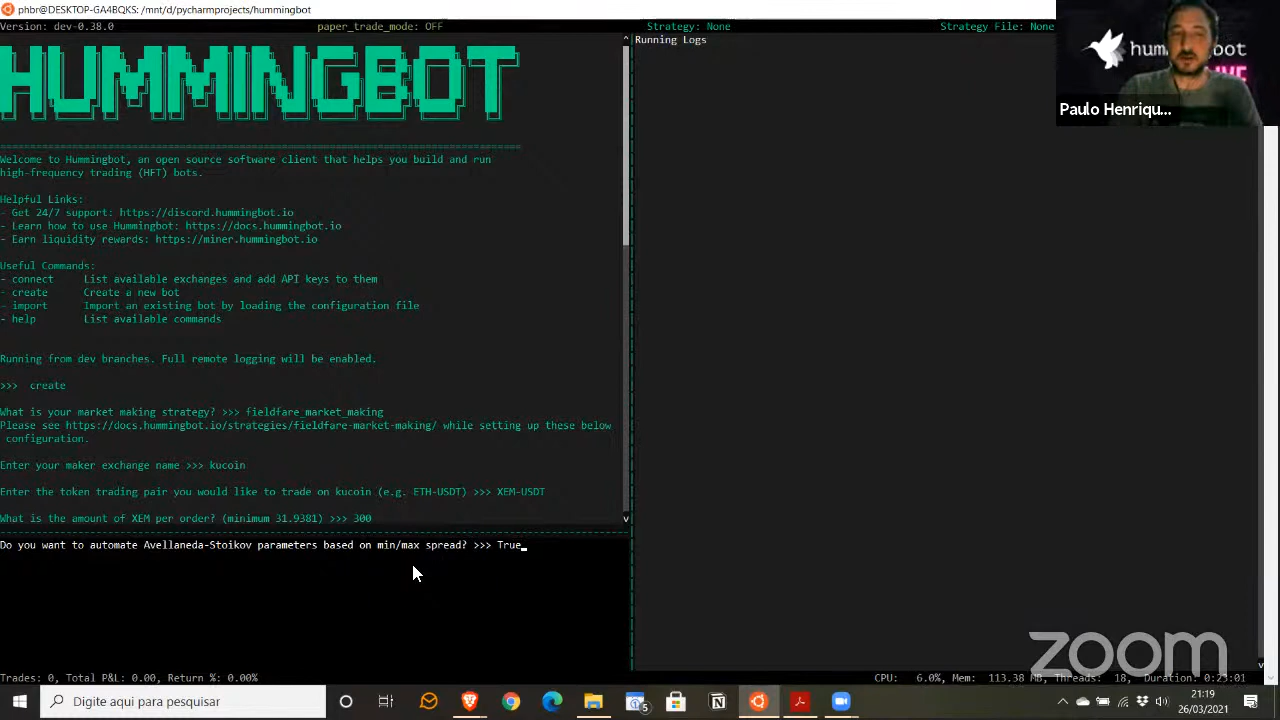 phbr@DESKTOP-GA4BQKS: /mnt/d/pycharmprojects/hummingbot
Version: dev-0.38.0 paper_trade_mode: OFF Strategy: None Strategy File: None
HUMMINGBOT
Running Logs
hummingbot
LIVE
Paulo Henriqu...
Welcome to Hummingbot, an open source software client that helps you build and run
high-frequency trading (HFT) bots.
Helpful Links:
- Get 24/7 support: https://discord.hummingbot.io
- Learn how to use Hummingbot: https://docs.hummingbot.io
- Earn liquidity rewards: https://miner.hummingbot.io
Useful Commands:
- connect List available exchanges and add API keys to them
- create Create a new bot
- import Import an existing bot by loading the configuration file
- help List available commands
Running from dev branches. Full remote logging will be enabled.
>>> create
What is your market making strategy? >>> fieldfare_market_making
Please see https://docs.hummingbot.io/strategies/fieldfare-market-making/ while setting up these below
configuration.
Enter your maker exchange name >>> kucoin
Enter the token trading pair you would like to trade on kucoin (e.g. ETH-USDT) >>> XEM-USDT
What is the amount of XEM per order? (minimum 31.9381) >>> 300
Do you want to automate Avellaneda-Stoikov parameters based on min/max spread? >>> True
zoom
Trades: 0, Total P&L: 0.00, Return %: 0.00% CPU: 6.0%, Mem: 113.38 MB, Threads: 18, Duration: 0:23:01
Digite aqui para pesquisar
5
21:19
26/03/2021